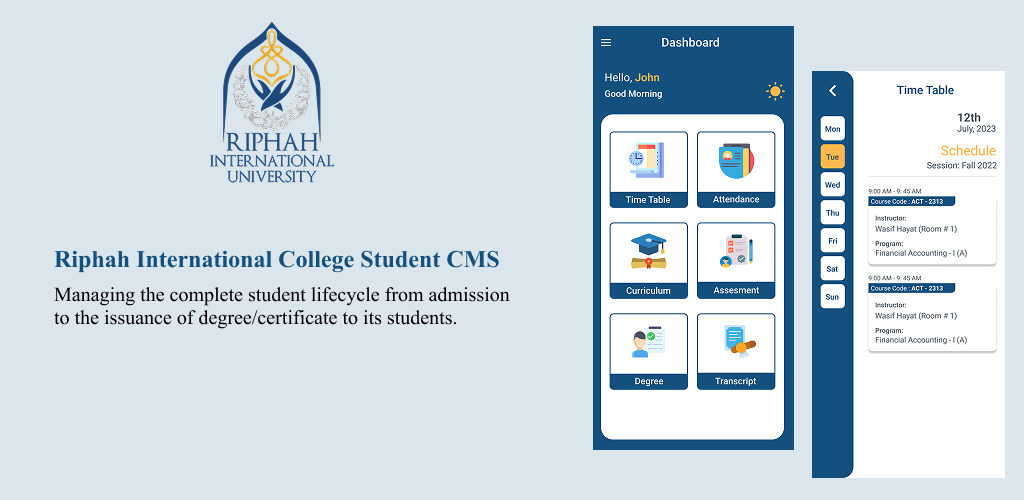 RIPHAH
INTERNATIONAL
UNIVERSITY
Riphah International College Student CMS
Managing the complete student lifecycle from admission
to the issuance of degree/certificate to its students.
Dashboard
Hello, John
Good Morning
Time Table
Attendance
Curriculum
Assesment
Degree
Transcript
Time Table
Mon
Tue
Wed
Thu
Fri
Sat
Sun
12th
July, 2023
Schedule
Session: Fall 2022
9:00 AM - 9: 45 AM
Course Code : ACT - 2313
Instructor:
Wasif Hayat (Room # 1)
Program:
Financial Accounting - I (A)
9:00 AM - 9: 45 AM
Course Code : ACT - 2313
Instructor:
Wasif Hayat (Room # 1)
Program:
Financial Accounting - I (A)